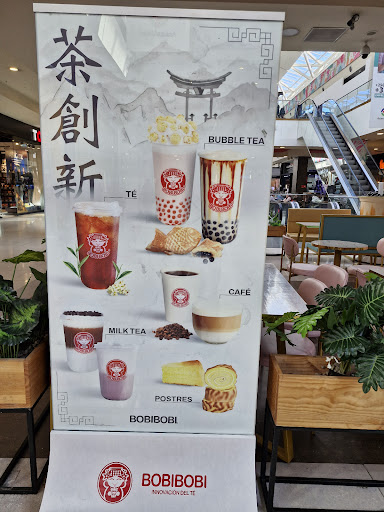 茶創新
BUBBLE TEA
TÉ
CAFÉ
MILK TEA
POSTRES
BOBIBOBI
BOBIBOBI
INNOVACIÓN DEL TÉ